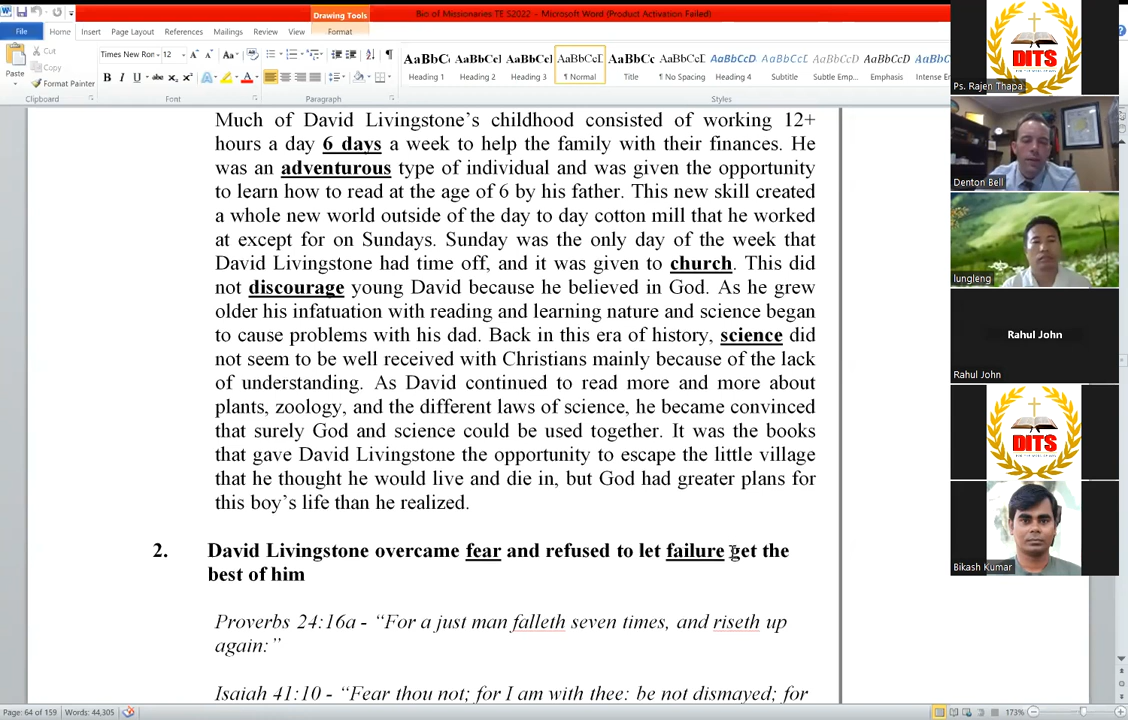 Drawing Tools
Bio of Missionaries TE S2022 - Microsoft Word (Product Activation Failed)
File Home Insert Page Layout References Mailings Review View Format
Paste
Cut
Copy
Format Painter
Times New Ron 12
AaBbC AaBbCcI AaBbCcI AaBbCcI AaBbCc AaBbCcI AaBbCcD AaBbCcD AaBbCcD AaBbCcD AaBbCcD
Heading 1 Heading 2 Heading 3 ¶ Normal Title ¶ No Spacing Heading 4 Subtitle Subtle Emp... Emphasis Intense E
Clipboard Font Paragraph Styles
Much of David Livingstone's childhood consisted of working 12+
hours a day 6 days a week to help the family with their finances. He
was an adventurous type of individual and was given the opportunity
to learn how to read at the age of 6 by his father. This new skill created
a whole new world outside of the day to day cotton mill that he worked
at except for on Sundays. Sunday was the only day of the week that
David Livingstone had time off, and it was given to church. This did
not discourage young David because he believed in God. As he grew
older his infatuation with reading and learning nature and science began
to cause problems with his dad. Back in this era of history, science did
not seem to be well received with Christians mainly because of the lack
of understanding. As David continued to read more and more about
plants, zoology, and the different laws of science, he became convinced
that surely God and science could be used together. It was the books
that gave David Livingstone the opportunity to escape the little village
that he thought he would live and die in, but God had greater plans for
this boy's life than he realized.
2. David Livingstone overcame fear and refused to let failure get the
best of him
Proverbs 24:16a - “For a just man falleth seven times, and riseth up
again:”
Isaiah 41:10 - “Fear thou not; for I am with thee: be not dismayed; for
Page: 64 of 159 Words: 44,305 173%
DITS
Ps. Rajen Thapa
Denton Bell
lungleng
Rahul John
Rahul John
DITS
Bikash Kumar